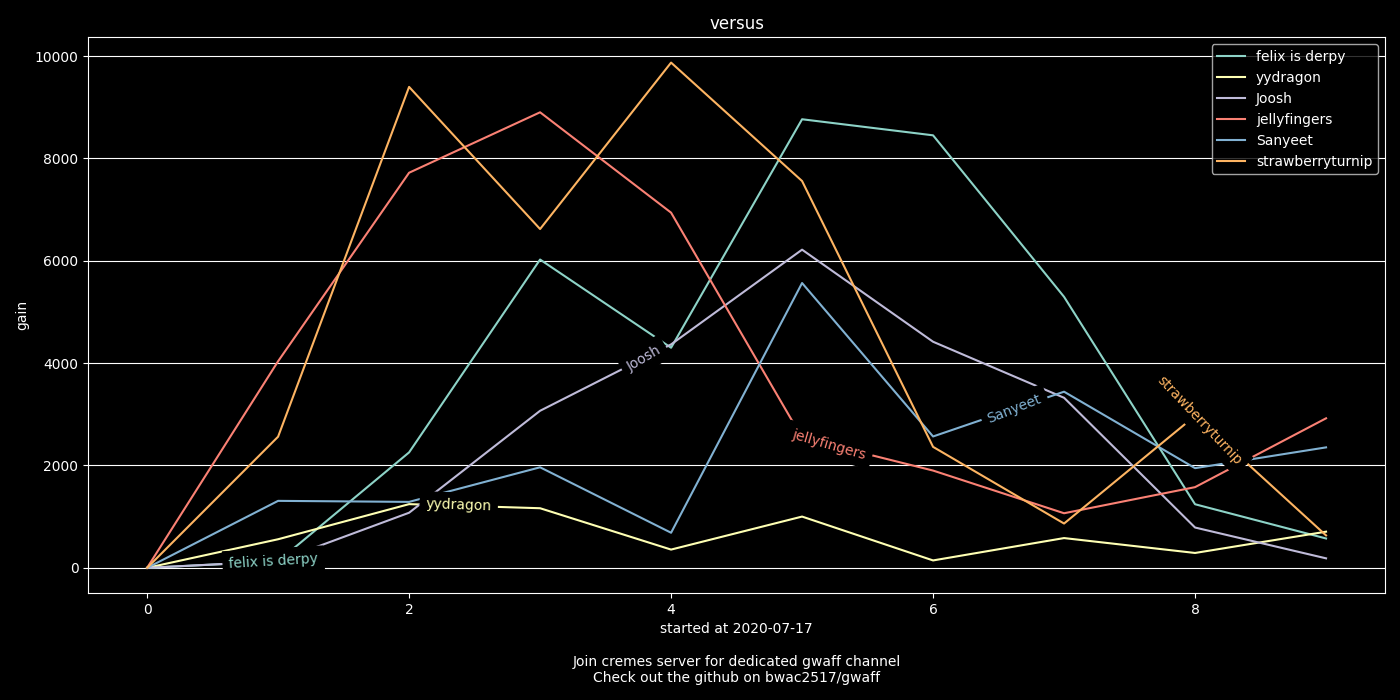 versus
felix is derpy
yydragon
Joosh
jellyfingers
Sanyeet
strawberryturnip
10000
8000
6000
4000
2000
0
gain
Joosh
strawberryturnip
Sanyeet
jellyfingers
yydragon
felix is derpy
0 2 4 6 8
started at 2020-07-17
Join cremes server for dedicated gwaff channel
Check out the github on bwac2517/gwaff